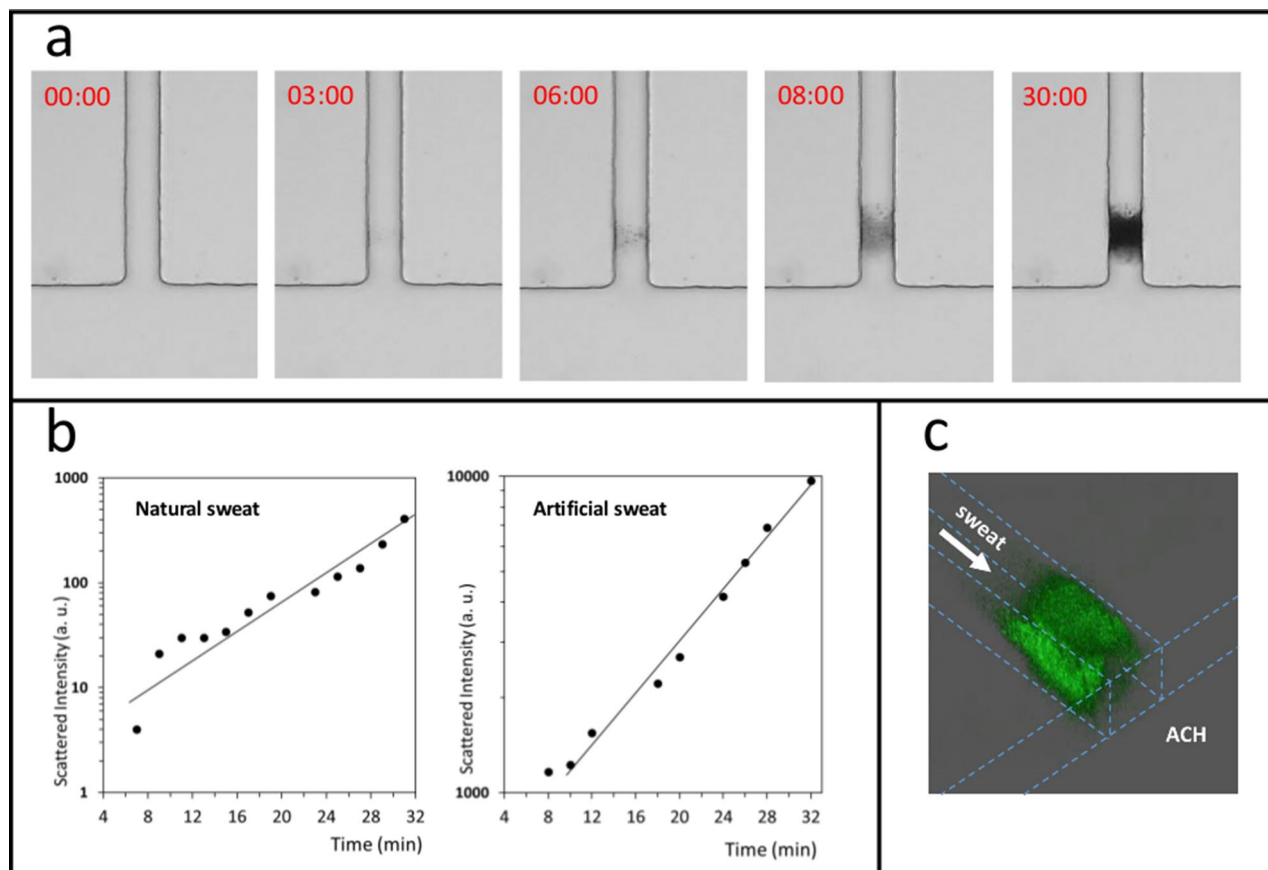 a
00:00 03:00 06:00 08:00 30:00
b
Natural sweat
Scattered Intensity (a. u.)
1000
100
10
1
4 8 12 16 20 24 28 32
Time (min)
Artificial sweat
Scattered Intensity (a. u.)
10000
1000
4 8 12 16 20 24 28 32
Time (min)
c
sweat
ACH